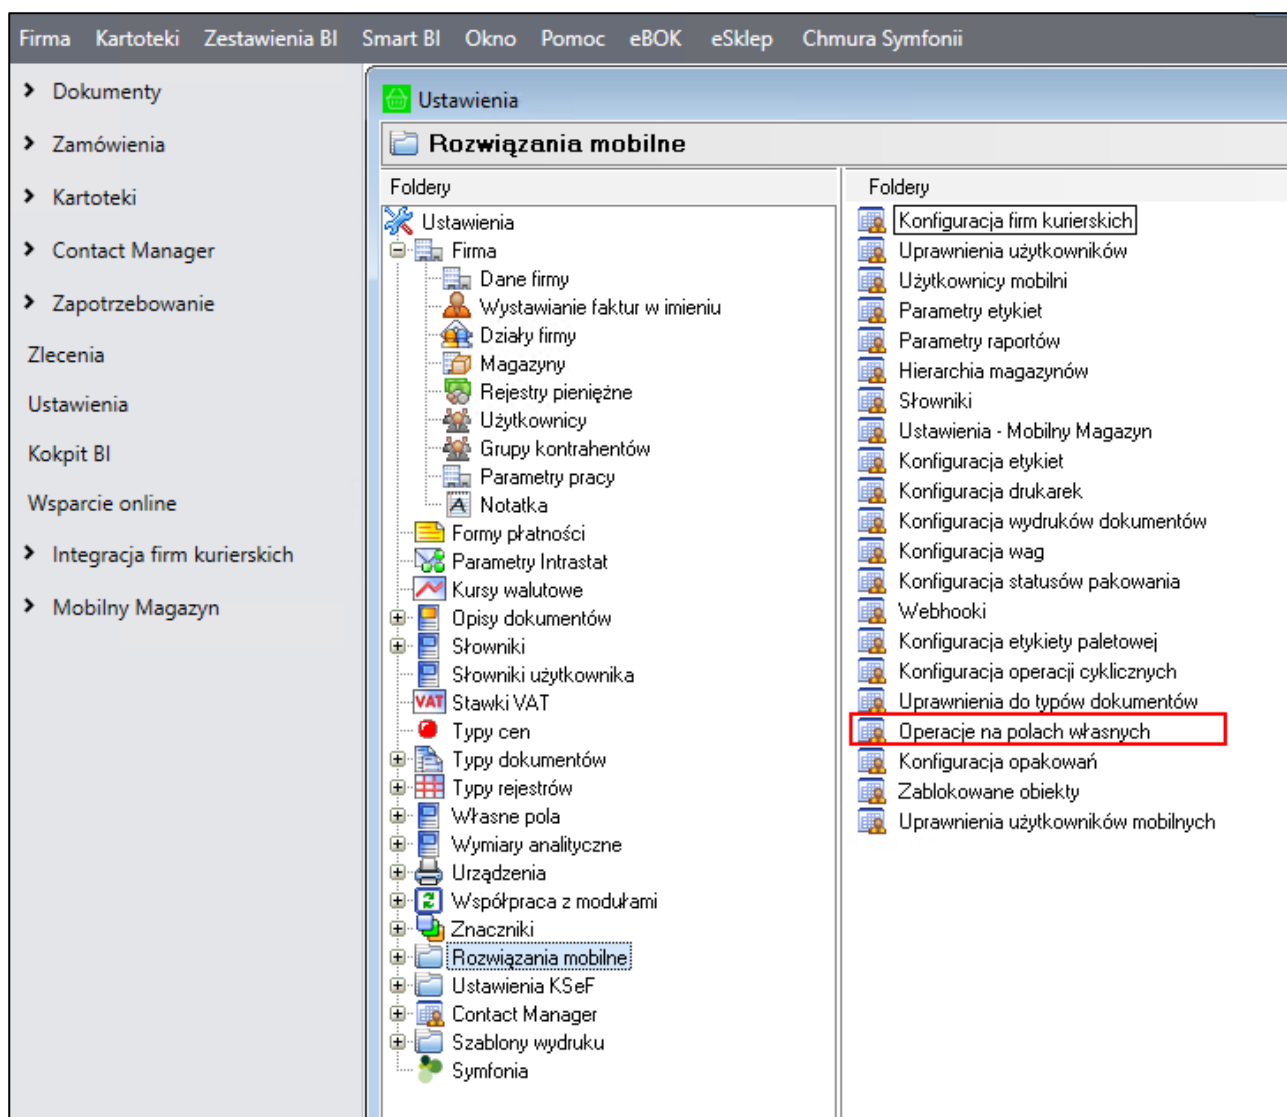 Firma Kartoteki Zestawienia BI Smart BI Okno Pomoc eBOK eSklep Chmura Symfonii
Dokumenty
Zamówienia
Kartoteki
Contact Manager
Zapotrzebowanie
Zlecenia
Ustawienia
Kokpit BI
Wsparcie online
Integracja firm kurierskich
Mobilny Magazyn
Ustawienia
Rozwiązania mobilne
Foldery
Ustawienia
Firma
Dane firmy
Wystawianie faktur w imieniu
Działy firmy
Magazyny
Rejestry pieniężne
Użytkownicy
Grupy kontrahentów
Parametry pracy
A Notatka
Formy płatności
Parametry Intrastat
Kursy walutowe
Opisy dokumentów
Słowniki
Słowniki użytkownika
VAT Stawki VAT
Typy cen
Typy dokumentów
Typy rejestrów
Własne pola
Wymiary analityczne
Urządzenia
Współpraca z modułami
Znaczniki
Rozwiązania mobilne
Ustawienia KSeF
Contact Manager
Szablony wydruku
Symfonia
Foldery
Konfiguracja firm kurierskich
Uprawnienia użytkowników
Użytkownicy mobilni
Parametry etykiet
Parametry raportów
Hierarchia magazynów
Słowniki
Ustawienia - Mobilny Magazyn
Konfiguracja etykiet
Konfiguracja drukarek
Konfiguracja wydruków dokumentów
Konfiguracja wag
Konfiguracja statusów pakowania
Webhooki
Konfiguracja etykiety paletowej
Konfiguracja operacji cyklicznych
Uprawnienia do typów dokumentów
Operacje na polach własnych
Konfiguracja opakowań
Zablokowane obiekty
Uprawnienia użytkowników mobilnych